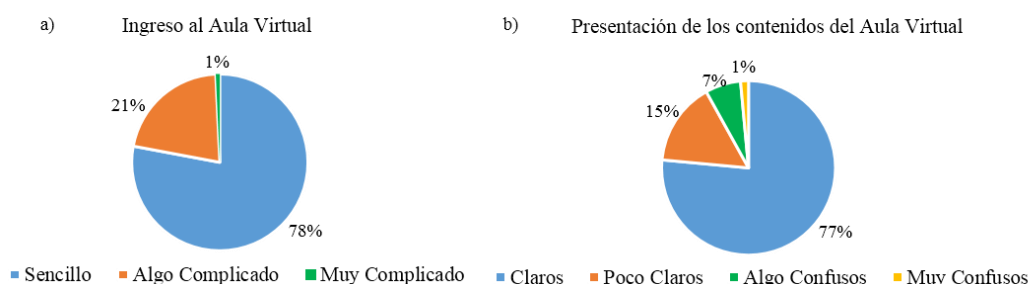 a) Ingreso al Aula Virtual
1%
21%
78%
Sencillo Algo Complicado Muy Complicado
b) Presentación de los contenidos del Aula Virtual
1%
7%
15%
77%
Claros Poco Claros Algo Confusos Muy Confusos